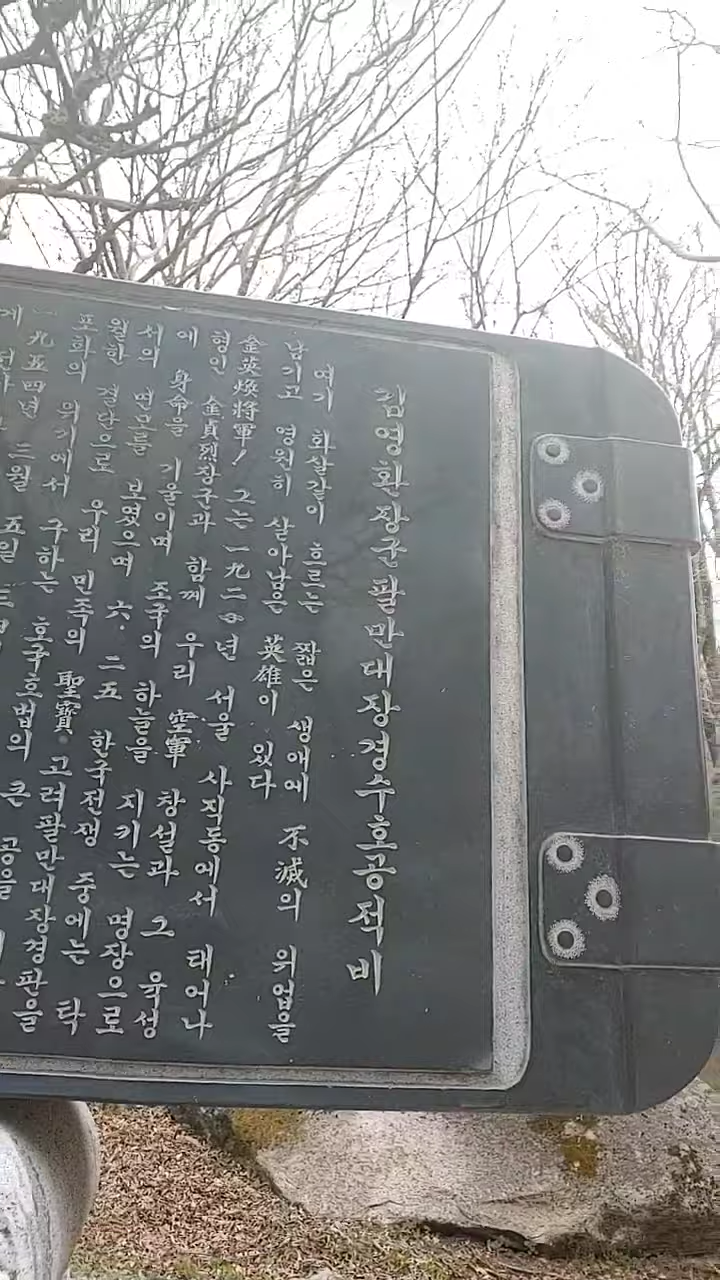 김영환장군팔만대장경수호공적비
여기 화살같이 흐르는 짧은 생애에 不滅의 위업을
남기고 영원히 살아남은 英雄이 있다
金英煥將軍! 그는 一九二〇년 서울 사직동에서 태어나
형인 金貞烈장군과 함께 우리 空軍 창설과 그 육성
에 身命을 기울이며 조국의 하늘을 지키는 명장으로
서의 면모를 보였으며 六·二五 한국전쟁 중에는 탁
월한 결단으로 우리 민족의 聖寶 고려팔만대장경판을
포화의 위기에서 구하는 호국호법의 큰 공을
一九五四년 三월 五일